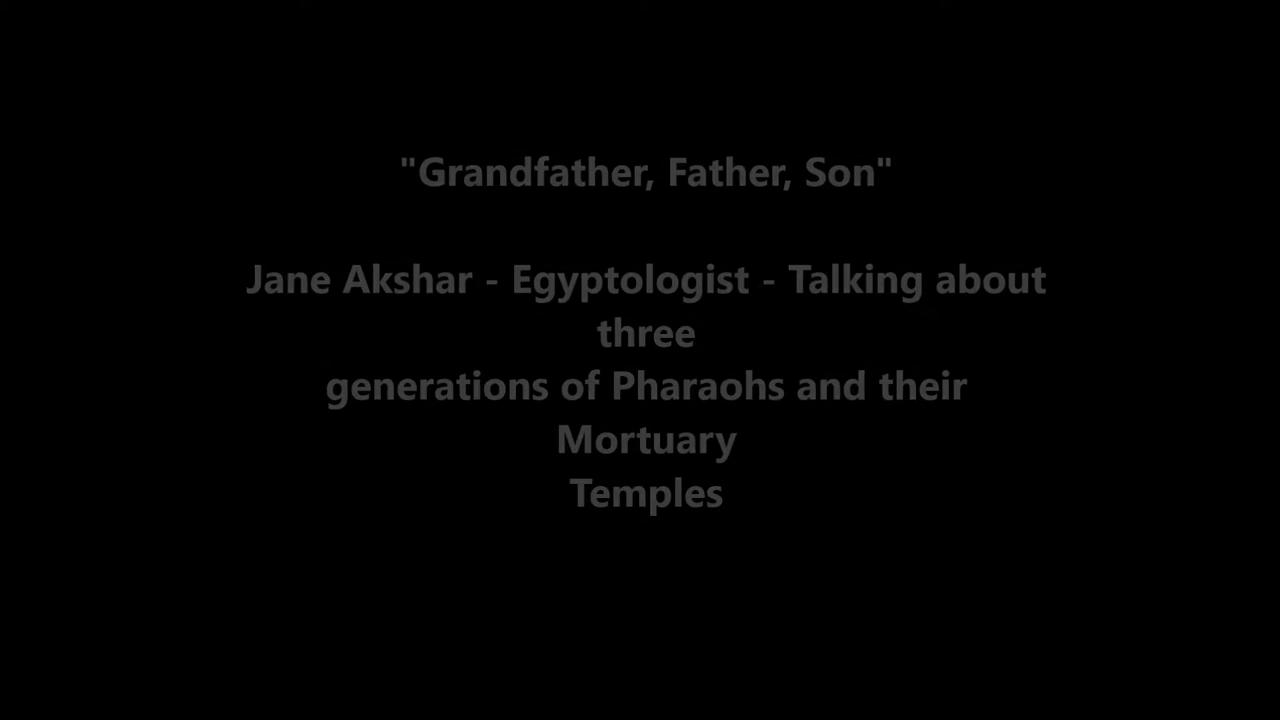 "Grandfather, Father, Son"
Jane Akshar - Egyptologist - Talking about
three
generations of Pharaohs and their
Mortuary
Temples